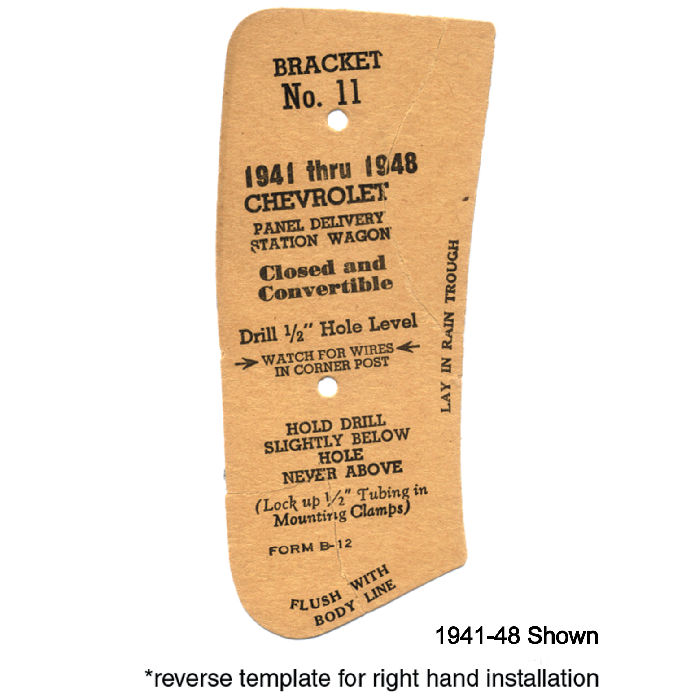 BRACKET
No. 11
1941 thru 1948
CHEVROLET
PANEL DELIVERY
STATION WAGON
Closed and
Convertible
Drill 1/2" Hole Level
→ WATCH FOR WIRES ←
IN CORNER POST
HOLD DRILL
SLIGHTLY BELOW
HOLE
NEVER ABOVE
(Lock up 1/2" Tubing in
Mounting Clamps)
FORM B-12
FLUSH WITH
BODY LINE
LAY IN RAIN TROUGH
1941-48 Shown
*reverse template for right hand installation